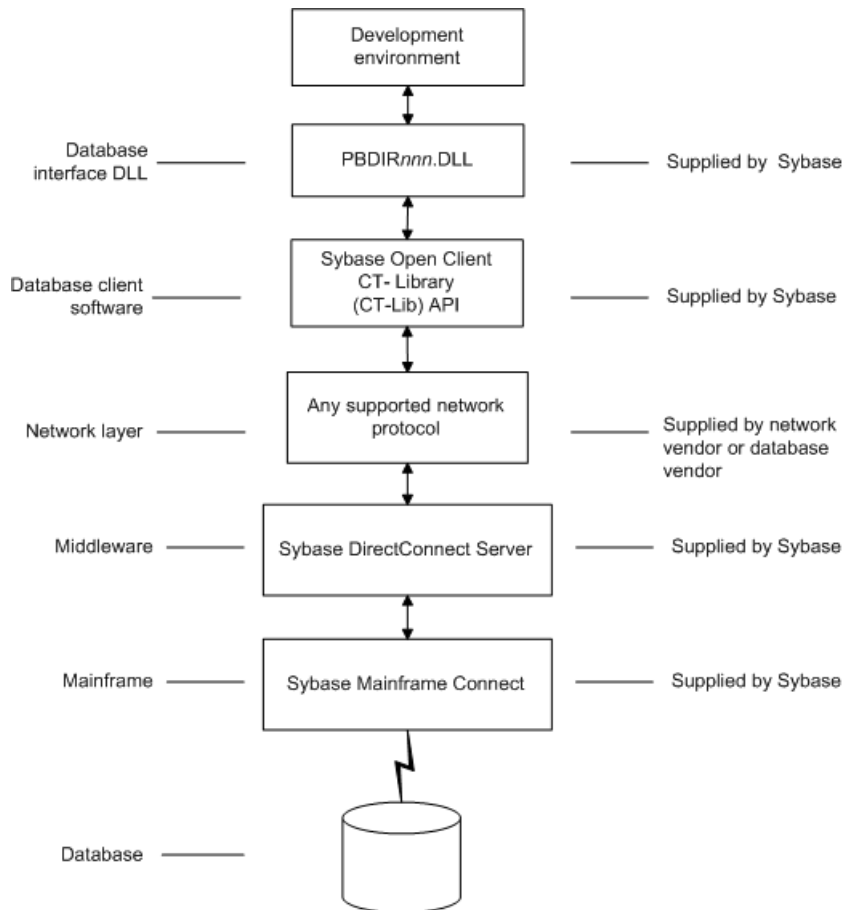 Development
environment
Database
interface DLL
PBDIRnnn.DLL
Supplied by Sybase
Database client
software
Sybase Open Client
CT- Library
(CT-Lib) API
Supplied by Sybase
Network layer
Any supported network
protocol
Supplied by network
vendor or database
vendor
Middleware
Sybase DirectConnect Server
Supplied by Sybase
Mainframe
Sybase Mainframe Connect
Supplied by Sybase
Database